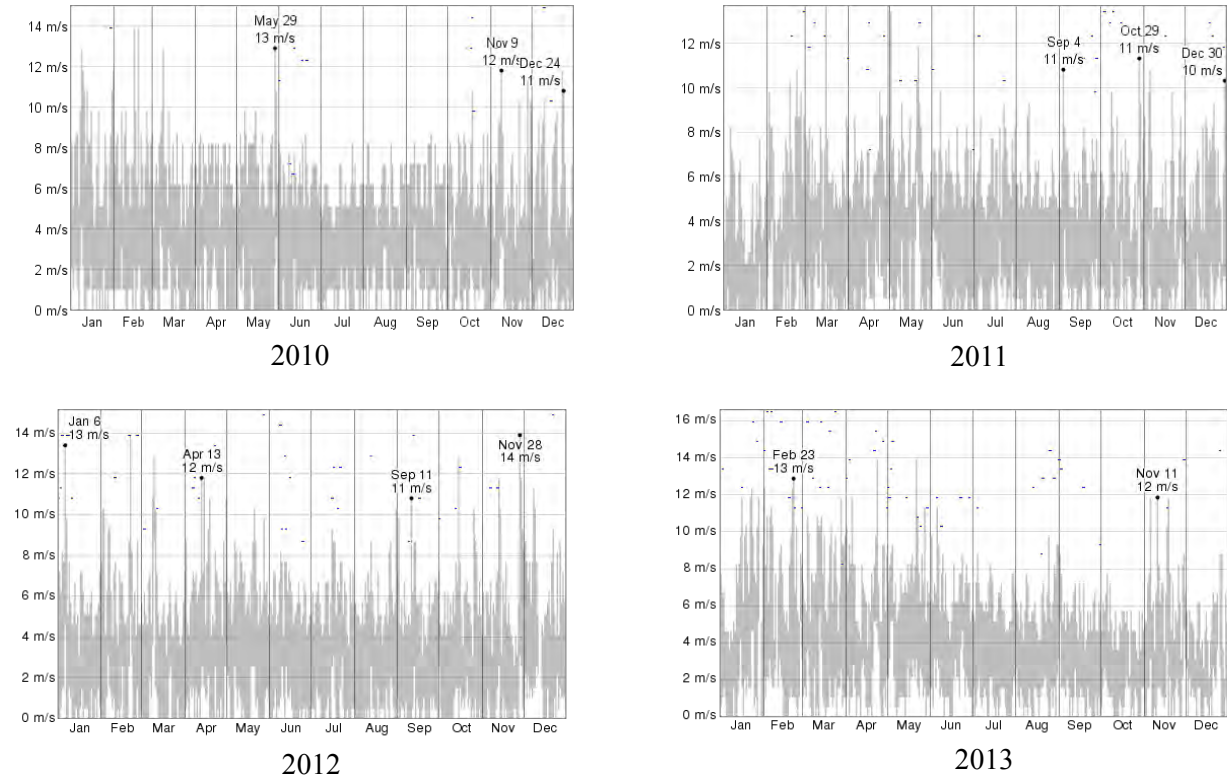 14 m/s
12 m/s
10 m/s
8 m/s
6 m/s
4 m/s
2 m/s
0 m/s
May 29
13 m/s
Nov 9
12 m/s
Dec 24
11 m/s
Jan Feb Mar Apr May Jun Jul Aug Sep Oct Nov Dec
2010
12 m/s
10 m/s
8 m/s
6 m/s
4 m/s
2 m/s
0 m/s
Sep 4
11 m/s
Oct 29
11 m/s
Dec 30
10 m/s
Jan Feb Mar Apr May Jun Jul Aug Sep Oct Nov Dec
2011
14 m/s
12 m/s
10 m/s
8 m/s
6 m/s
4 m/s
2 m/s
0 m/s
Jan 6
13 m/s
Apr 13
12 m/s
Sep 11
11 m/s
Nov 28
14 m/s
Jan Feb Mar Apr May Jun Jul Aug Sep Oct Nov Dec
2012
16 m/s
14 m/s
12 m/s
10 m/s
8 m/s
6 m/s
4 m/s
2 m/s
0 m/s
Feb 23
13 m/s
Nov 11
12 m/s
Jan Feb Mar Apr May Jun Jul Aug Sep Oct Nov Dec
2013